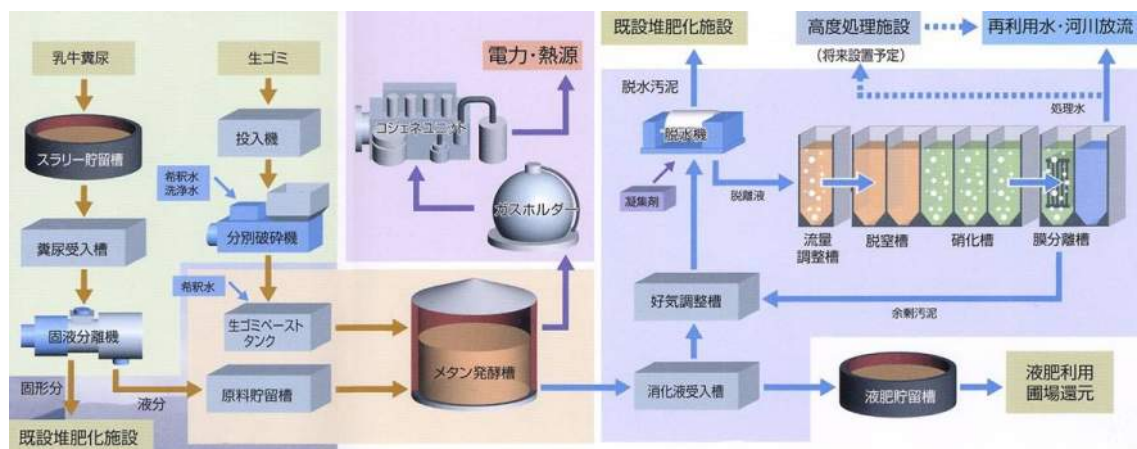 乳牛糞尿
スラリー貯留槽
糞尿受入槽
固液分離機
固形分
液分
既設堆肥化施設
生ゴミ
投入機
希釈水
洗浄水
分別破砕機
希釈水
生ゴミペースト
タンク
原料貯留槽
メタン発酵槽
電力・熱源
コジェネユニット
ガスホルダー
既設堆肥化施設
脱水汚泥
脱水機
凝集剤
脱離液
高度処理施設
(将来設置予定)
再利用水・河川放流
処理水
流量
調整槽
脱窒槽
硝化槽
膜分離槽
好気調整槽
余剰汚泥
消化液受入槽
液肥貯留槽
液肥利用
圃場還元